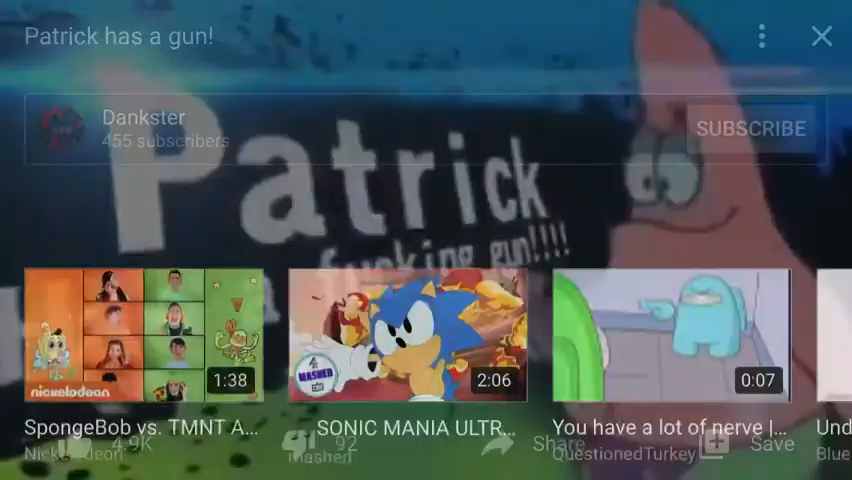 Patrick has a gun!
Dankster
455 subscribers
SUBSCRIBE
Patrick
a fucking gun!!!!
nickelodeon
1:38
4
MASHED
2:06
0:07
SpongeBob vs. TMNT A...
SONIC MANIA ULTR...
You have a lot of nerve |...
Und
4.9K
92
Share
Save
Nickelodeon
mashed
QuestionedTurkey
Blue